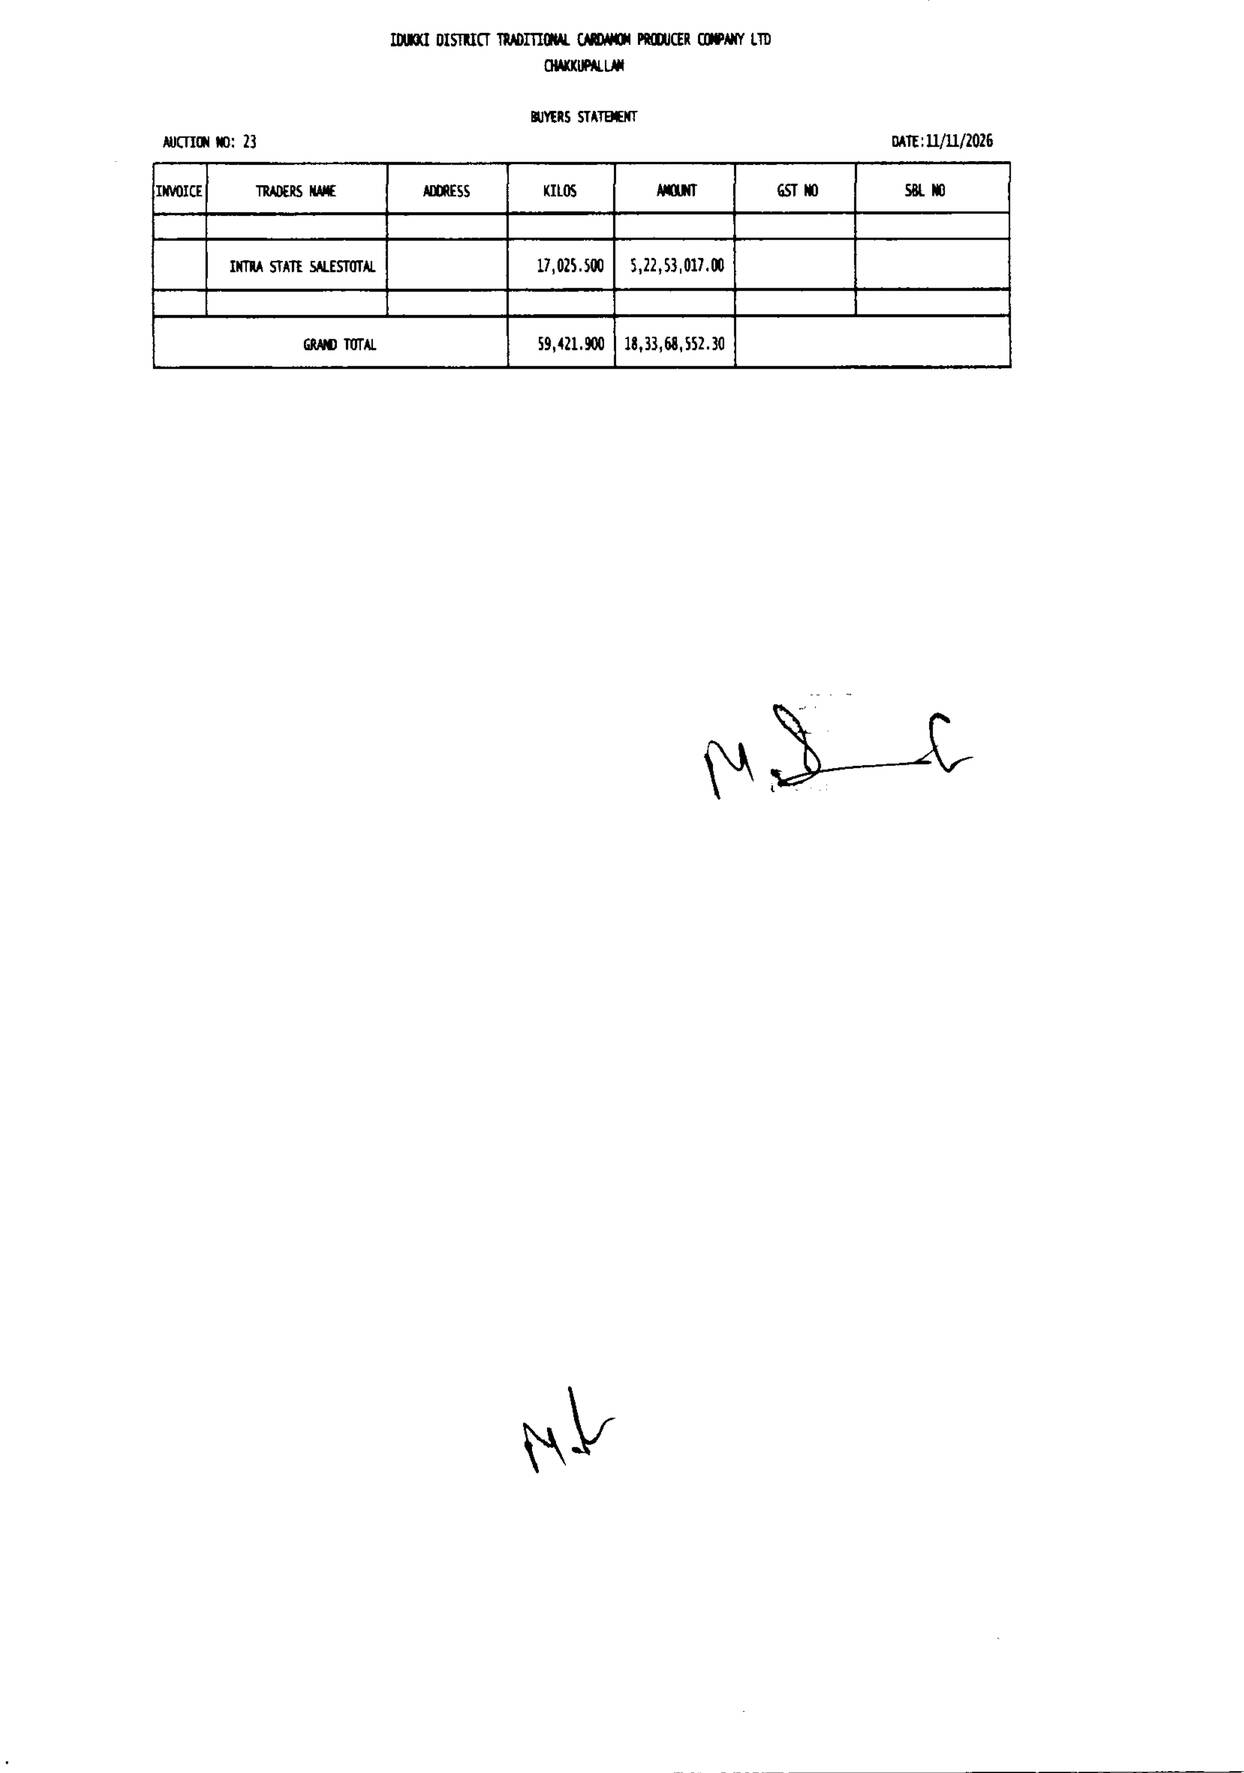 IDUKKI DISTRICT TRADITIONAL CARDAMOM PRODUCER COMPANY LTD
CHAKKUPALLAM
BUYERS STATEMENT
AUCTION NO: 23 DATE:11/11/2026
INVOICE TRADERS NAME ADDRESS KILOS AMOUNT GST NO SBL NO
INTRA STATE SALESTOTAL 17,025.500 5,22,53,017.00
GRAND TOTAL 59,421.900 18,33,68,552.30